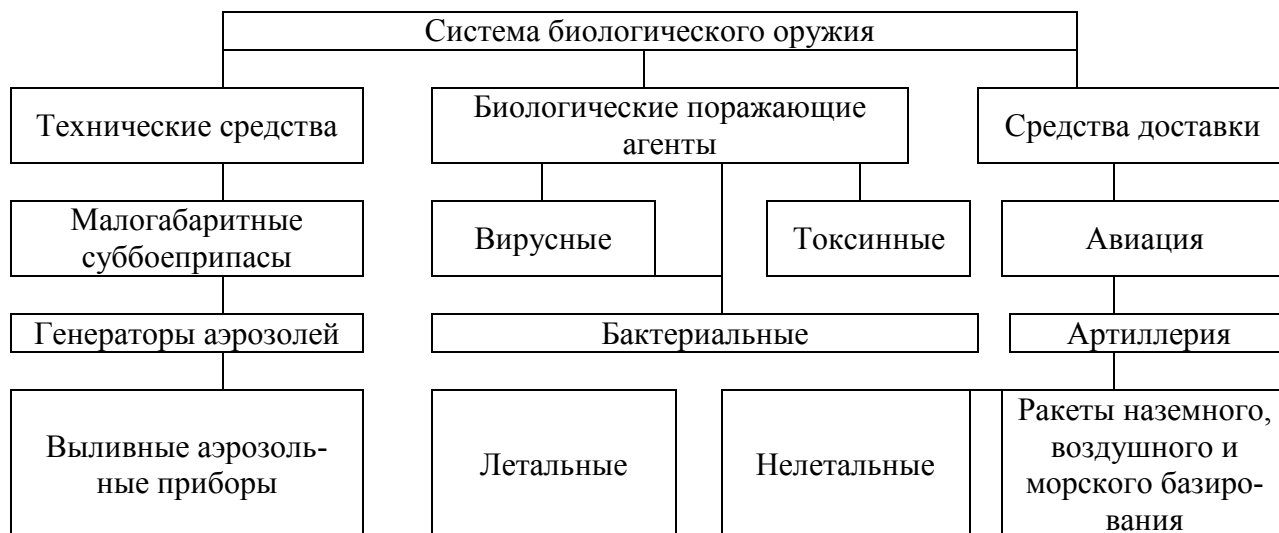 Система биологического оружия
Технические средства
Биологические поражающие
агенты
Средства доставки
Малогабаритные
суббоеприпасы
Вирусные
Токсинные
Авиация
Генераторы аэрозолей
Бактериальные
Артиллерия
Выливные аэрозоль-
ные приборы
Летальные
Нелетальные
Ракеты наземного,
воздушного и
морского базиро-
вания